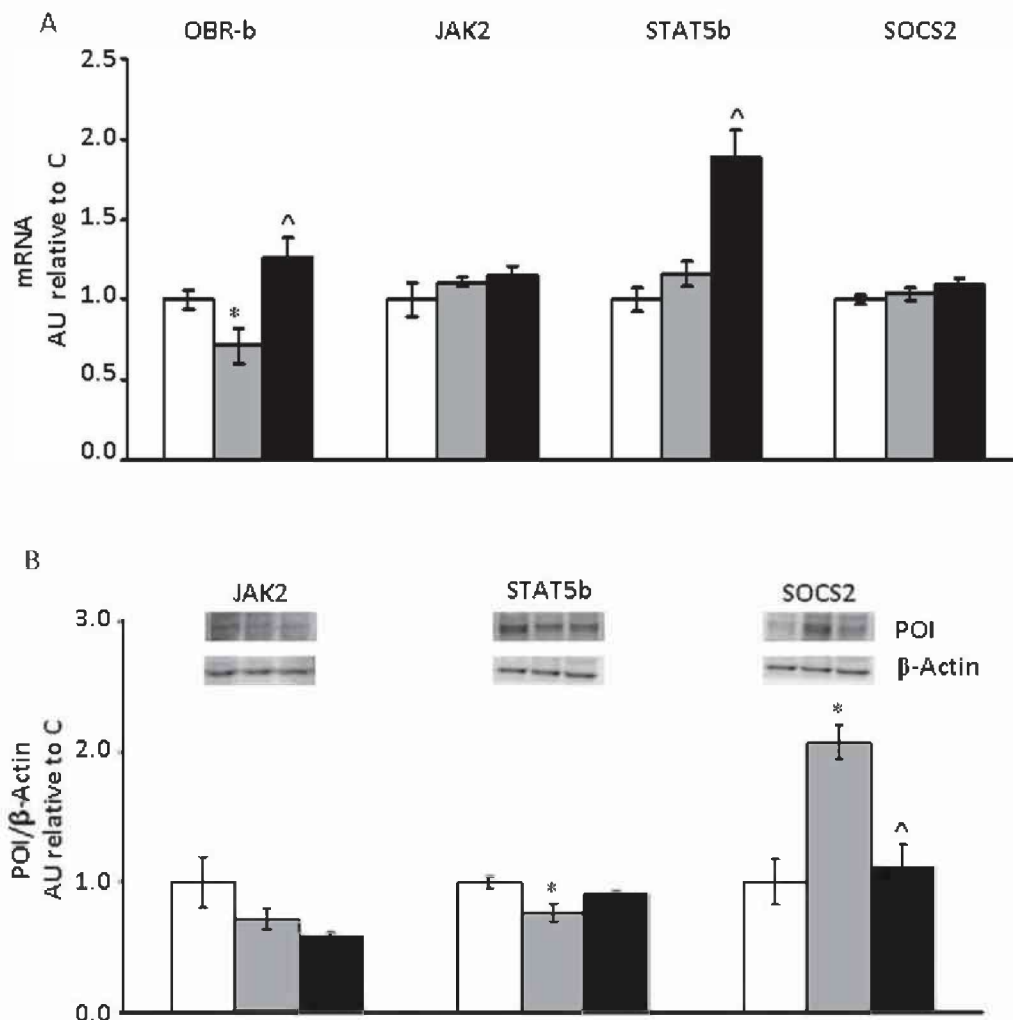 A
OBR-b JAK2 STAT5b SOCS2
mRNA
AU relative to C
2.5
2.0
1.5
1.0
0.5
0.0
^
*
^
B
JAK2 STAT5b SOCS2
POI
β-Actin
POI/β-Actin
AU relative to C
3.0
2.0
1.0
0.0
*
*
^